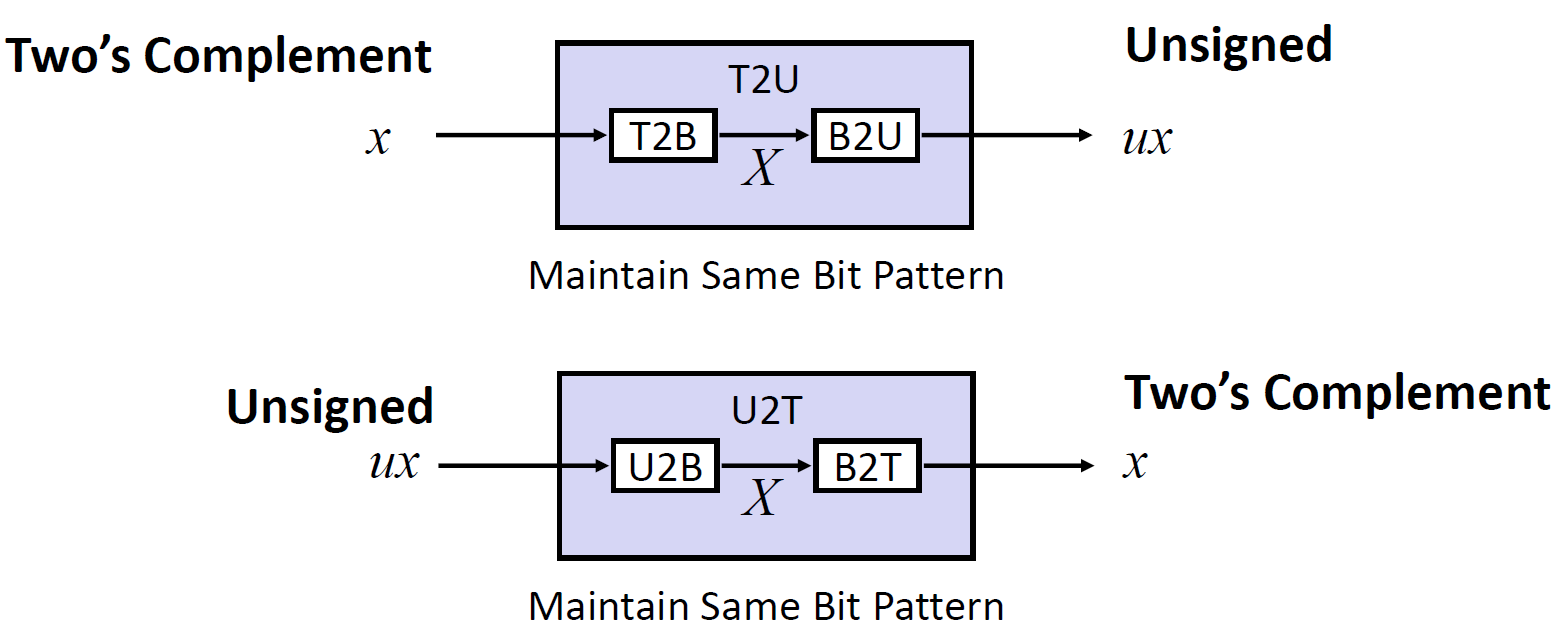 Two’s Complement
Unsigned
T2U
x
T2B
B2U
ux
X
Maintain Same Bit Pattern
Unsigned
Two’s Complement
U2T
ux
U2B
B2T
x
X
Maintain Same Bit Pattern